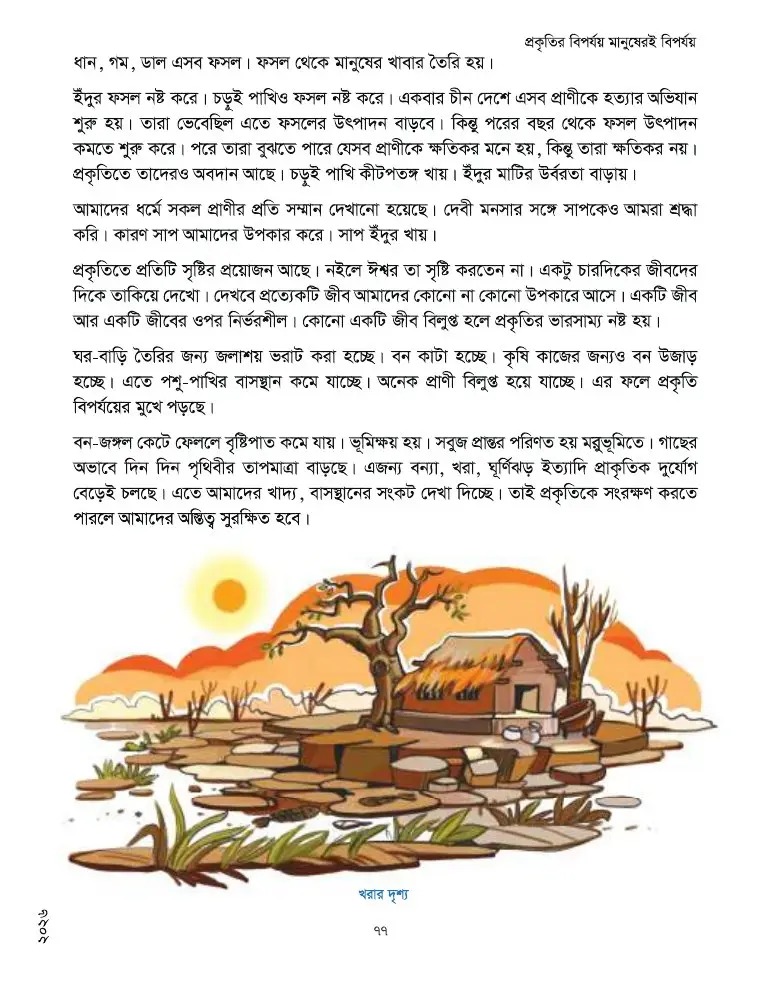 প্রকৃতির বিপর্যয় মানুষেরই বিপর্যয়
ধান, গম, ডাল এসব ফসল। ফসল থেকে মানুষের খাবার তৈরি হয়।
ইঁদুর ফসল নষ্ট করে। চড়ুই পাখিও ফসল নষ্ট করে। একবার চীন দেশে এসব প্রাণীকে হত্যার অভিযান
শুরু হয়। তারা ভেবেছিল এতে ফসলের উৎপাদন বাড়বে। কিন্তু পরের বছর থেকে ফসল উৎপাদন
কমতে শুরু করে। পরে তারা বুঝতে পারে যেসব প্রাণীকে ক্ষতিকর মনে হয়, কিন্তু তারা ক্ষতিকর নয়।
প্রকৃতিতে তাদেরও অবদান আছে। চড়ুই পাখি কীটপতঙ্গ খায়। ইঁদুর মাটির উর্বরতা বাড়ায়।
আমাদের ধর্মে সকল প্রাণীর প্রতি সম্মান দেখানো হয়েছে। দেবী মনসার সঙ্গে সাপকেও আমরা শ্রদ্ধা
করি। কারণ সাপ আমাদের উপকার করে। সাপ ইঁদুর খায়।
প্রকৃতিতে প্রতিটি সৃষ্টির প্রয়োজন আছে। নইলে ঈশ্বর তা সৃষ্টি করতেন না। একটু চারদিকের জীবদের
দিকে তাকিয়ে দেখো। দেখবে প্রত্যেকটি জীব আমাদের কোনো না কোনো উপকারে আসে। একটি জীব
আর একটি জীবের ওপর নির্ভরশীল। কোনো একটি জীব বিলুপ্ত হলে প্রকৃতির ভারসাম্য নষ্ট হয়।
ঘর-বাড়ি তৈরির জন্য জলাশয় ভরাট করা হচ্ছে। বন কাটা হচ্ছে। কৃষি কাজের জন্যও বন উজাড়
হচ্ছে। এতে পশু-পাখির বাসস্থান কমে যাচ্ছে। অনেক প্রাণী বিলুপ্ত হয়ে যাচ্ছে। এর ফলে প্রকৃতি
বিপর্যয়ের মুখে পড়ছে।
বন-জঙ্গল কেটে ফেললে বৃষ্টিপাত কমে যায়। ভূমিক্ষয় হয়। সবুজ প্রান্তর পরিণত হয় মরুভূমিতে। গাছের
অভাবে দিন দিন পৃথিবীর তাপমাত্রা বাড়ছে। এজন্য বন্যা, খরা, ঘূর্ণিঝড় ইত্যাদি প্রাকৃতিক দুর্যোগ
বেড়েই চলছে। এতে আমাদের খাদ্য, বাসস্থানের সংকট দেখা দিচ্ছে। তাই প্রকৃতিকে সংরক্ষণ করতে
পারলে আমাদের অস্তিত্ব সুরক্ষিত হবে।
খরার দৃশ্য
৭৭
২০২৬